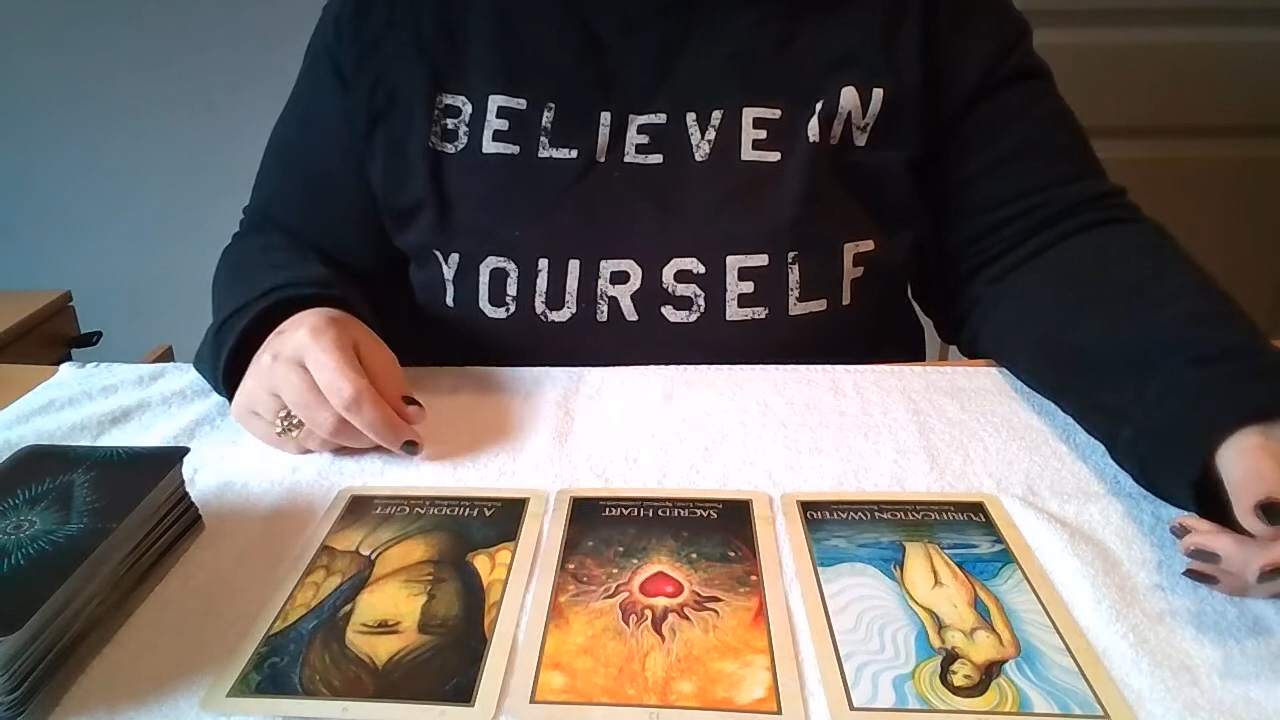 BELIEVE IN
YOURSELF
A HIDDEN GIFT
SACRED HEART
PURIFICATION (WATER)